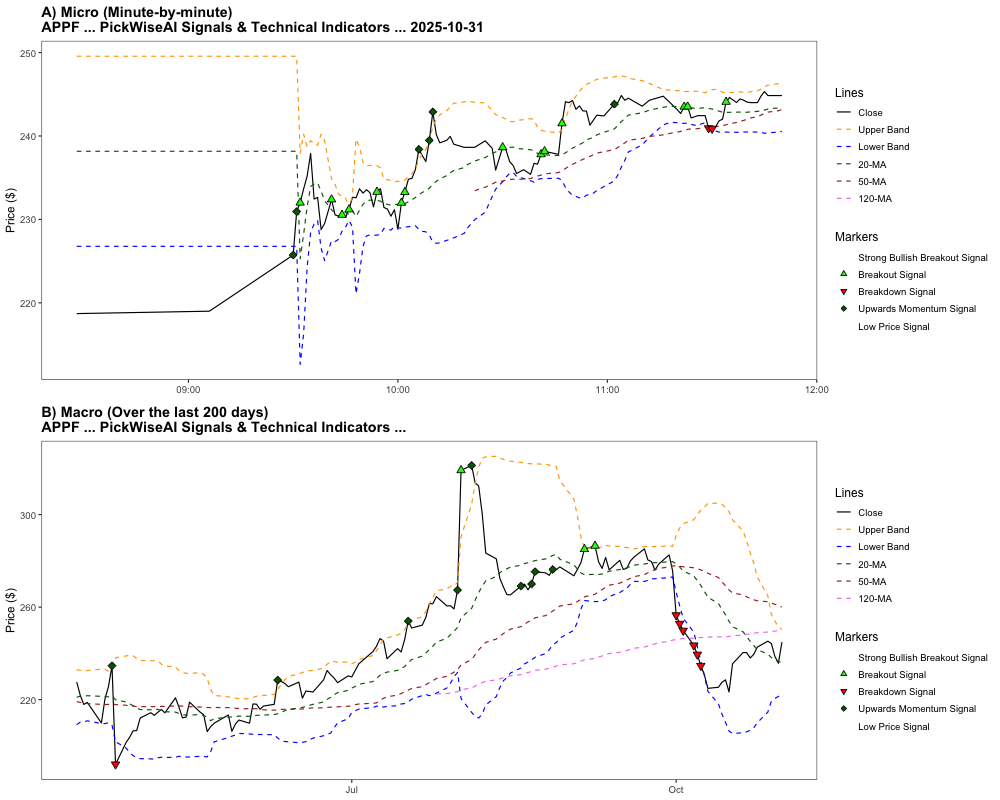 A) Micro (Minute-by-minute)
APPF ... PickWiseAI Signals & Technical Indicators ... 2025-10-31
Price ($)
250
240
230
220
09:00
10:00
11:00
12:00
Lines
Close
Upper Band
Lower Band
20-MA
50-MA
120-MA
Markers
Strong Bullish Breakout Signal
Breakout Signal
Breakdown Signal
Upwards Momentum Signal
Low Price Signal
B) Macro (Over the last 200 days)
APPF ... PickWiseAI Signals & Technical Indicators ...
Price ($)
300
260
220
Jul
Oct
Lines
Close
Upper Band
Lower Band
20-MA
50-MA
120-MA
Markers
Strong Bullish Breakout Signal
Breakout Signal
Breakdown Signal
Upwards Momentum Signal
Low Price Signal